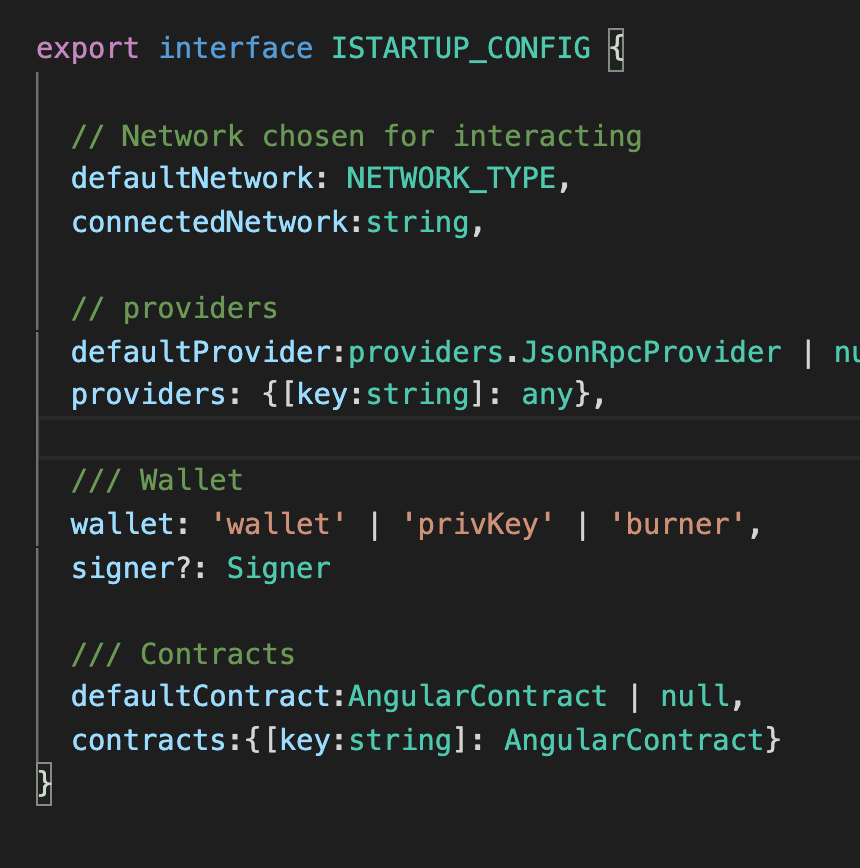 export interface ISTARTUP_CONFIG {
// Network chosen for interacting
defaultNetwork: NETWORK_TYPE,
connectedNetwork:string,
// providers
defaultProvider:providers.JsonRpcProvider |
providers: {[key:string]: any},
/// Wallet
wallet: 'wallet' | 'privKey' | 'burner',
signer?: Signer
/// Contracts
defaultContract:AngularContract | null,
contracts:{[key:string]: AngularContract}
}